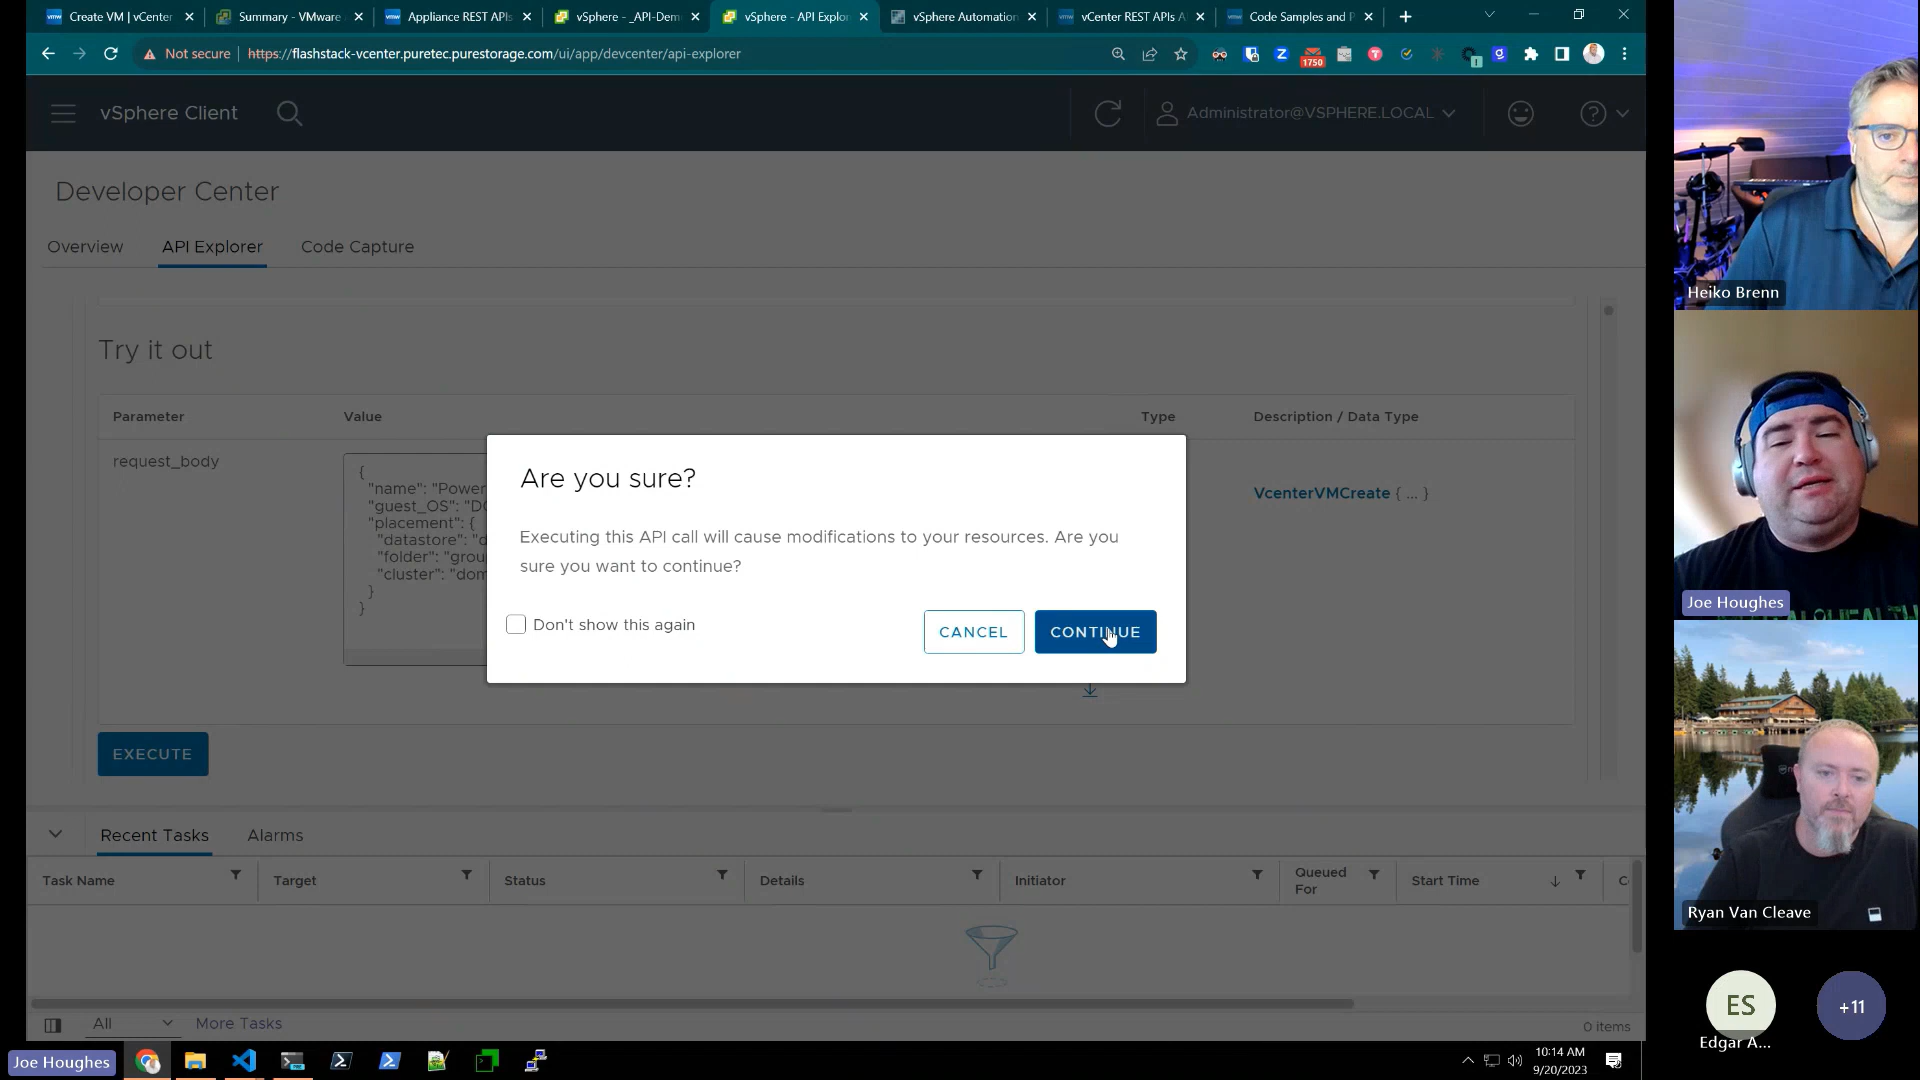 Create VM | vCenter
Summary - VMware
Appliance REST APIs
vSphere - _API-Dem
vSphere - API Explor
vSphere Automation
vCenter REST APIs A
Code Samples and P
Not secure
https://flashstack-vcenter.puretec.purestorage.com/ui/app/devcenter/api-explorer
1750
vSphere Client
Administrator@VSPHERE.LOCAL
Developer Center
Overview
API Explorer
Code Capture
Try it out
Parameter
Value
Type
Description / Data Type
request_body
{
"name": "Power
"guest_OS": "DO
"placement": {
"datastore": "d
"folder": "grou
"cluster": "dom
}
}
VcenterVMCreate { ... }
Are you sure?
Executing this API call will cause modifications to your resources. Are you
sure you want to continue?
Don't show this again
CANCEL
CONTINUE
EXECUTE
Recent Tasks
Alarms
Task Name
Target
Status
Details
Initiator
Queued
For
Start Time
All
More Tasks
0 items
Joe Houghes
10:14 AM
9/20/2023
Heiko Brenn
Joe Houghes
Ryan Van Cleave
ES
+11
Edgar A...